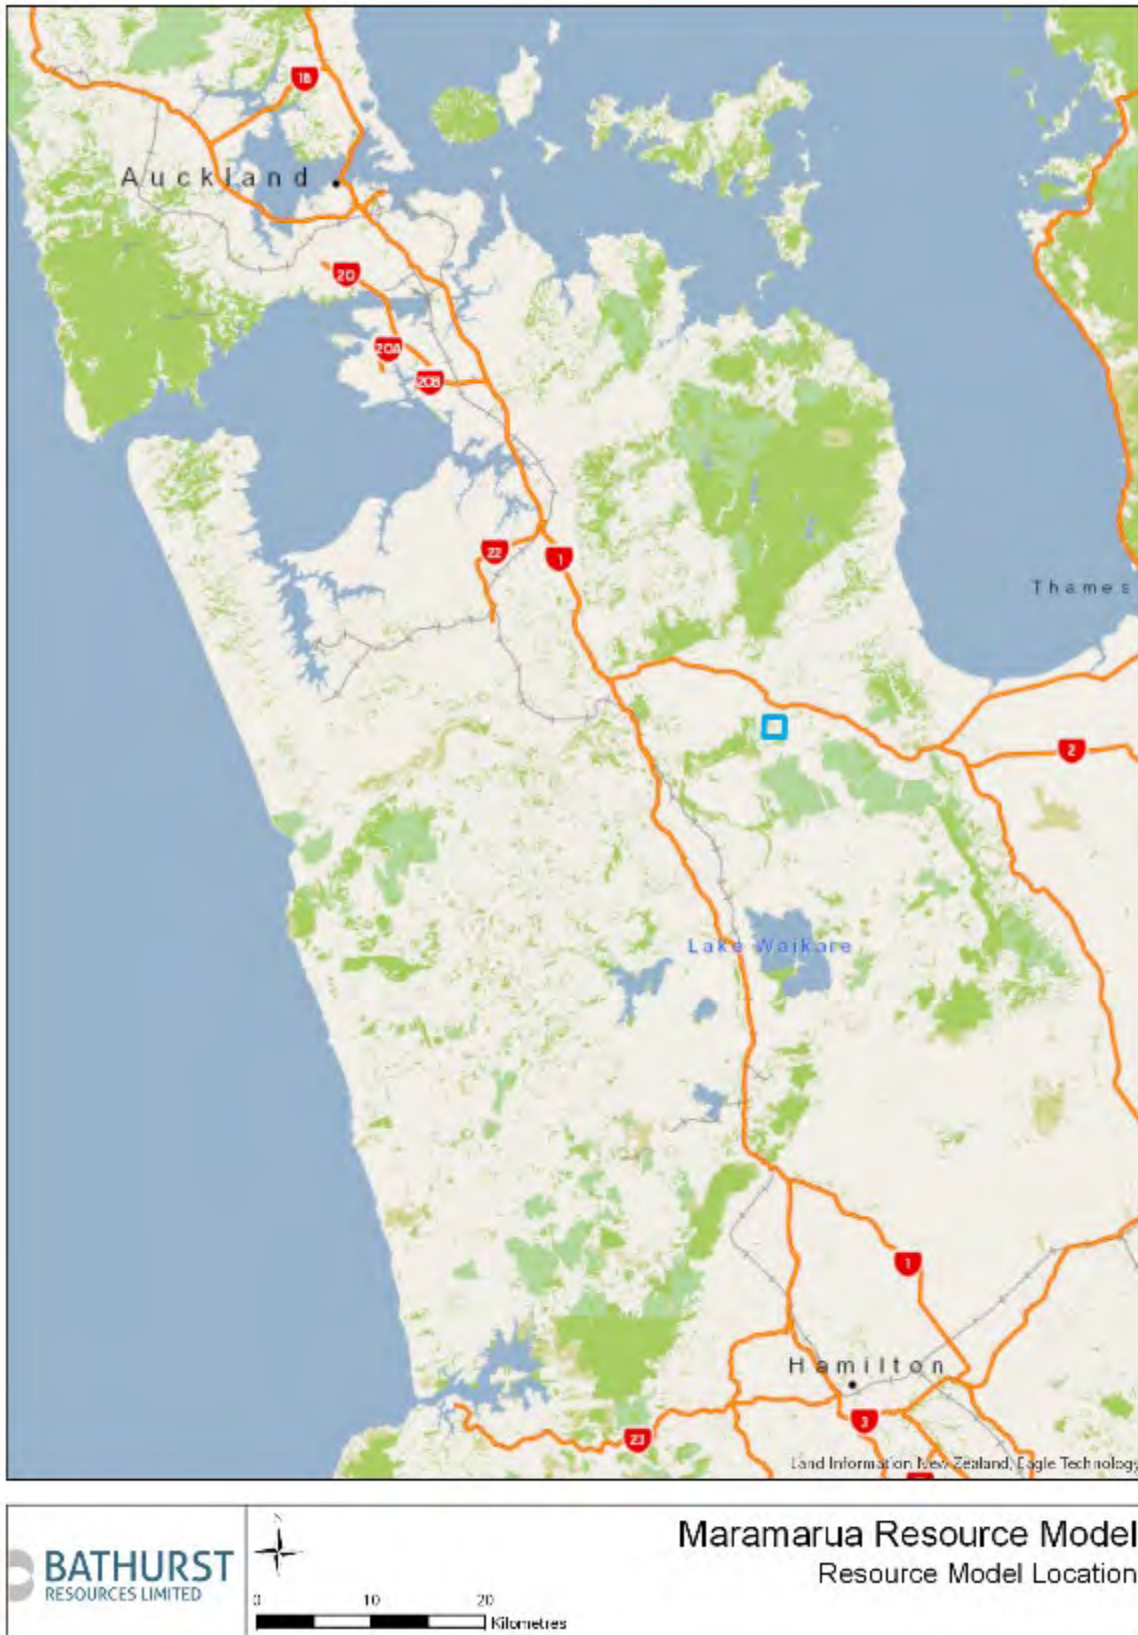 18
Auckland
20
20A
20B
22
1
Thames
2
Lake Waikare
1
Hamilton
3
23
Land Information New Zealand, Eagle Technology
BATHURST
RESOURCES LIMITED
N
0 10 20
Kilometres
Maramarua Resource Model
Resource Model Location